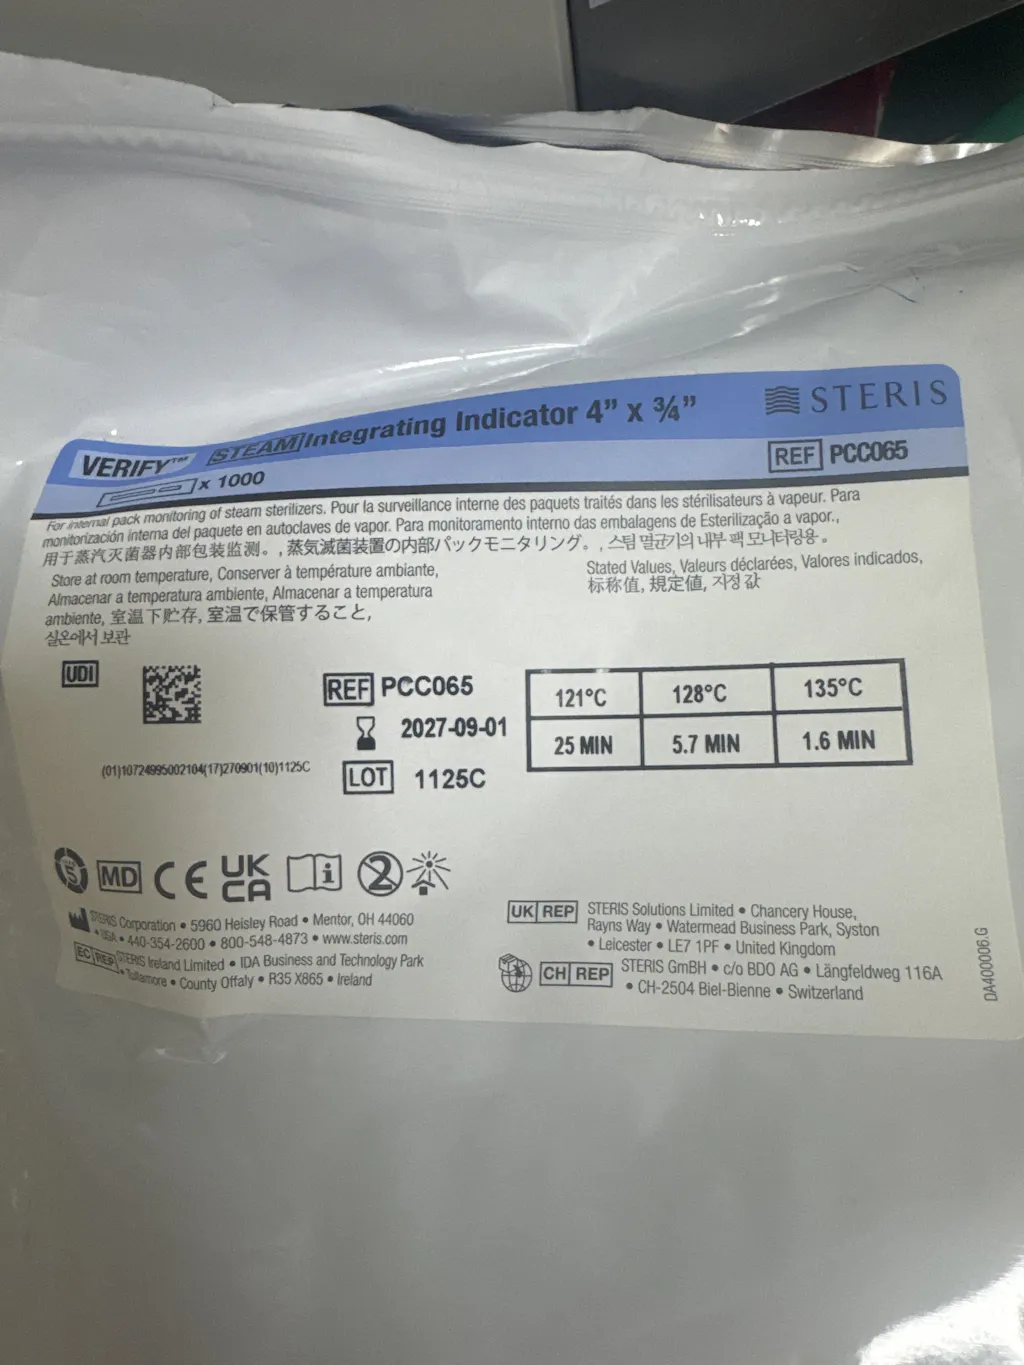 VERIFY™ STEAM Integrating Indicator 4” x ¾”
STERIS
x 1000
REF PCC065
For internal pack monitoring of steam sterilizers. Pour la surveillance interne des paquets traités dans les stérilisateurs à vapeur. Para
monitorización interna del paquete en autoclaves de vapor. Para monitoramento interno das embalagens de Esterilização a vapor.,
用于蒸汽灭菌器内部包装监测。, 蒸気滅菌装置の内部パックモニタリング。, 스팀 멸균기의 내부 팩 모니터링용。
Store at room temperature, Conserver à température ambiante,
Almacenar a temperatura ambiente, Almacenar a temperatura
ambiente, 室温下贮存, 室温で保管すること,
실온에서 보관
Stated Values, Valeurs déclarées, Valores indicados,
标称值, 規定値, 지정 값
UDI
REF PCC065
2027-09-01
LOT 1125C
(01)10724995002104(17)270901(10)1125C
121°C 128°C 135°C
25 MIN 5.7 MIN 1.6 MIN
5 MD CE UK CA i 2
STERIS Corporation • 5960 Heisley Road • Mentor, OH 44060
• USA • 440-354-2600 • 800-548-4873 • www.steris.com
EC REP STERIS Ireland Limited • IDA Business and Technology Park
• Tullamore • County Offaly • R35 X865 • Ireland
UK REP STERIS Solutions Limited • Chancery House,
Rayns Way • Watermead Business Park, Syston
• Leicester • LE7 1PF • United Kingdom
CH REP STERIS GmBH • c/o BDO AG • Längfeldweg 116A
• CH-2504 Biel-Bienne • Switzerland
DA400006.G